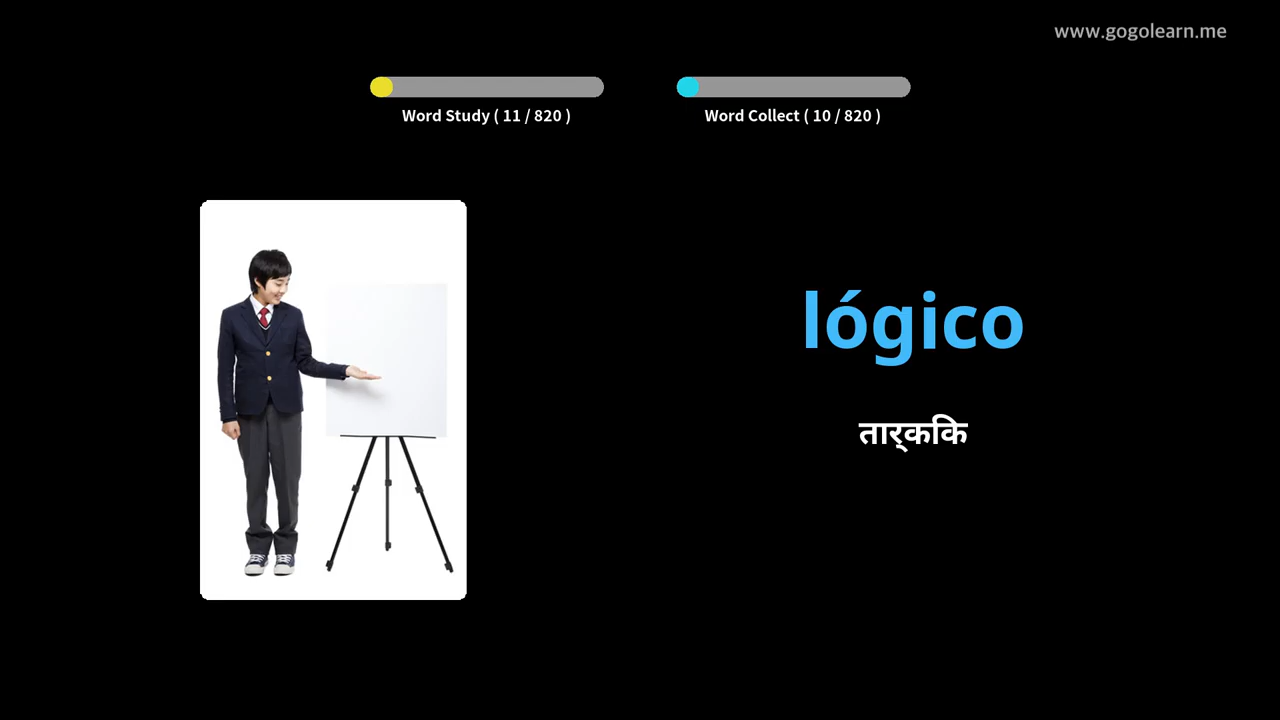 www.gogolearn.me
Word Study ( 11 / 820 )
Word Collect ( 10 / 820 )
lógico
तार्किक